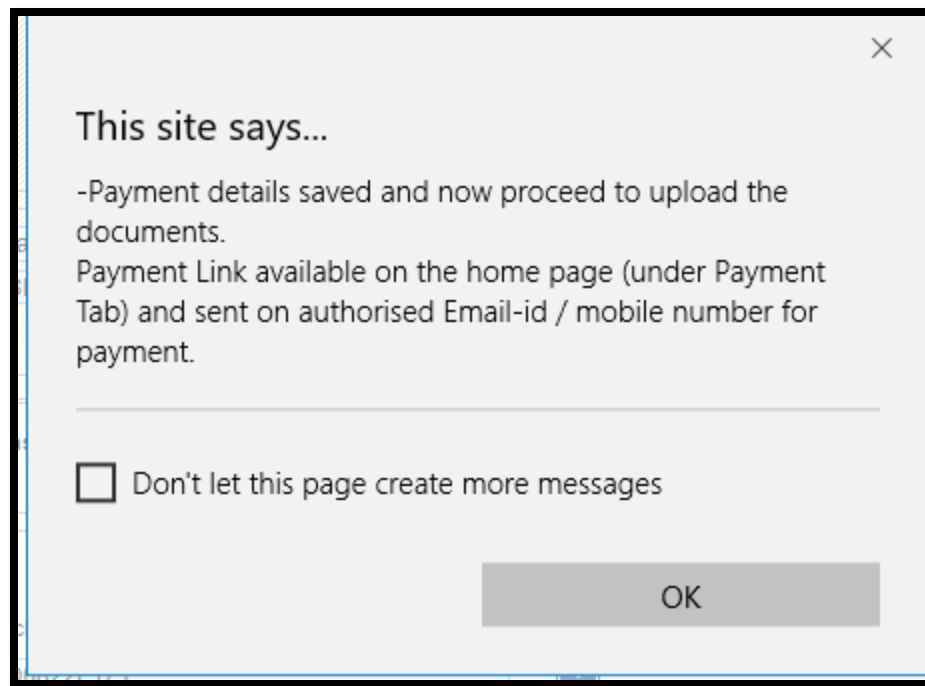 This site says...
-Payment details saved and now proceed to upload the
documents.
Payment Link available on the home page (under Payment
Tab) and sent on authorised Email-id / mobile number for
payment.
Don't let this page create more messages
OK